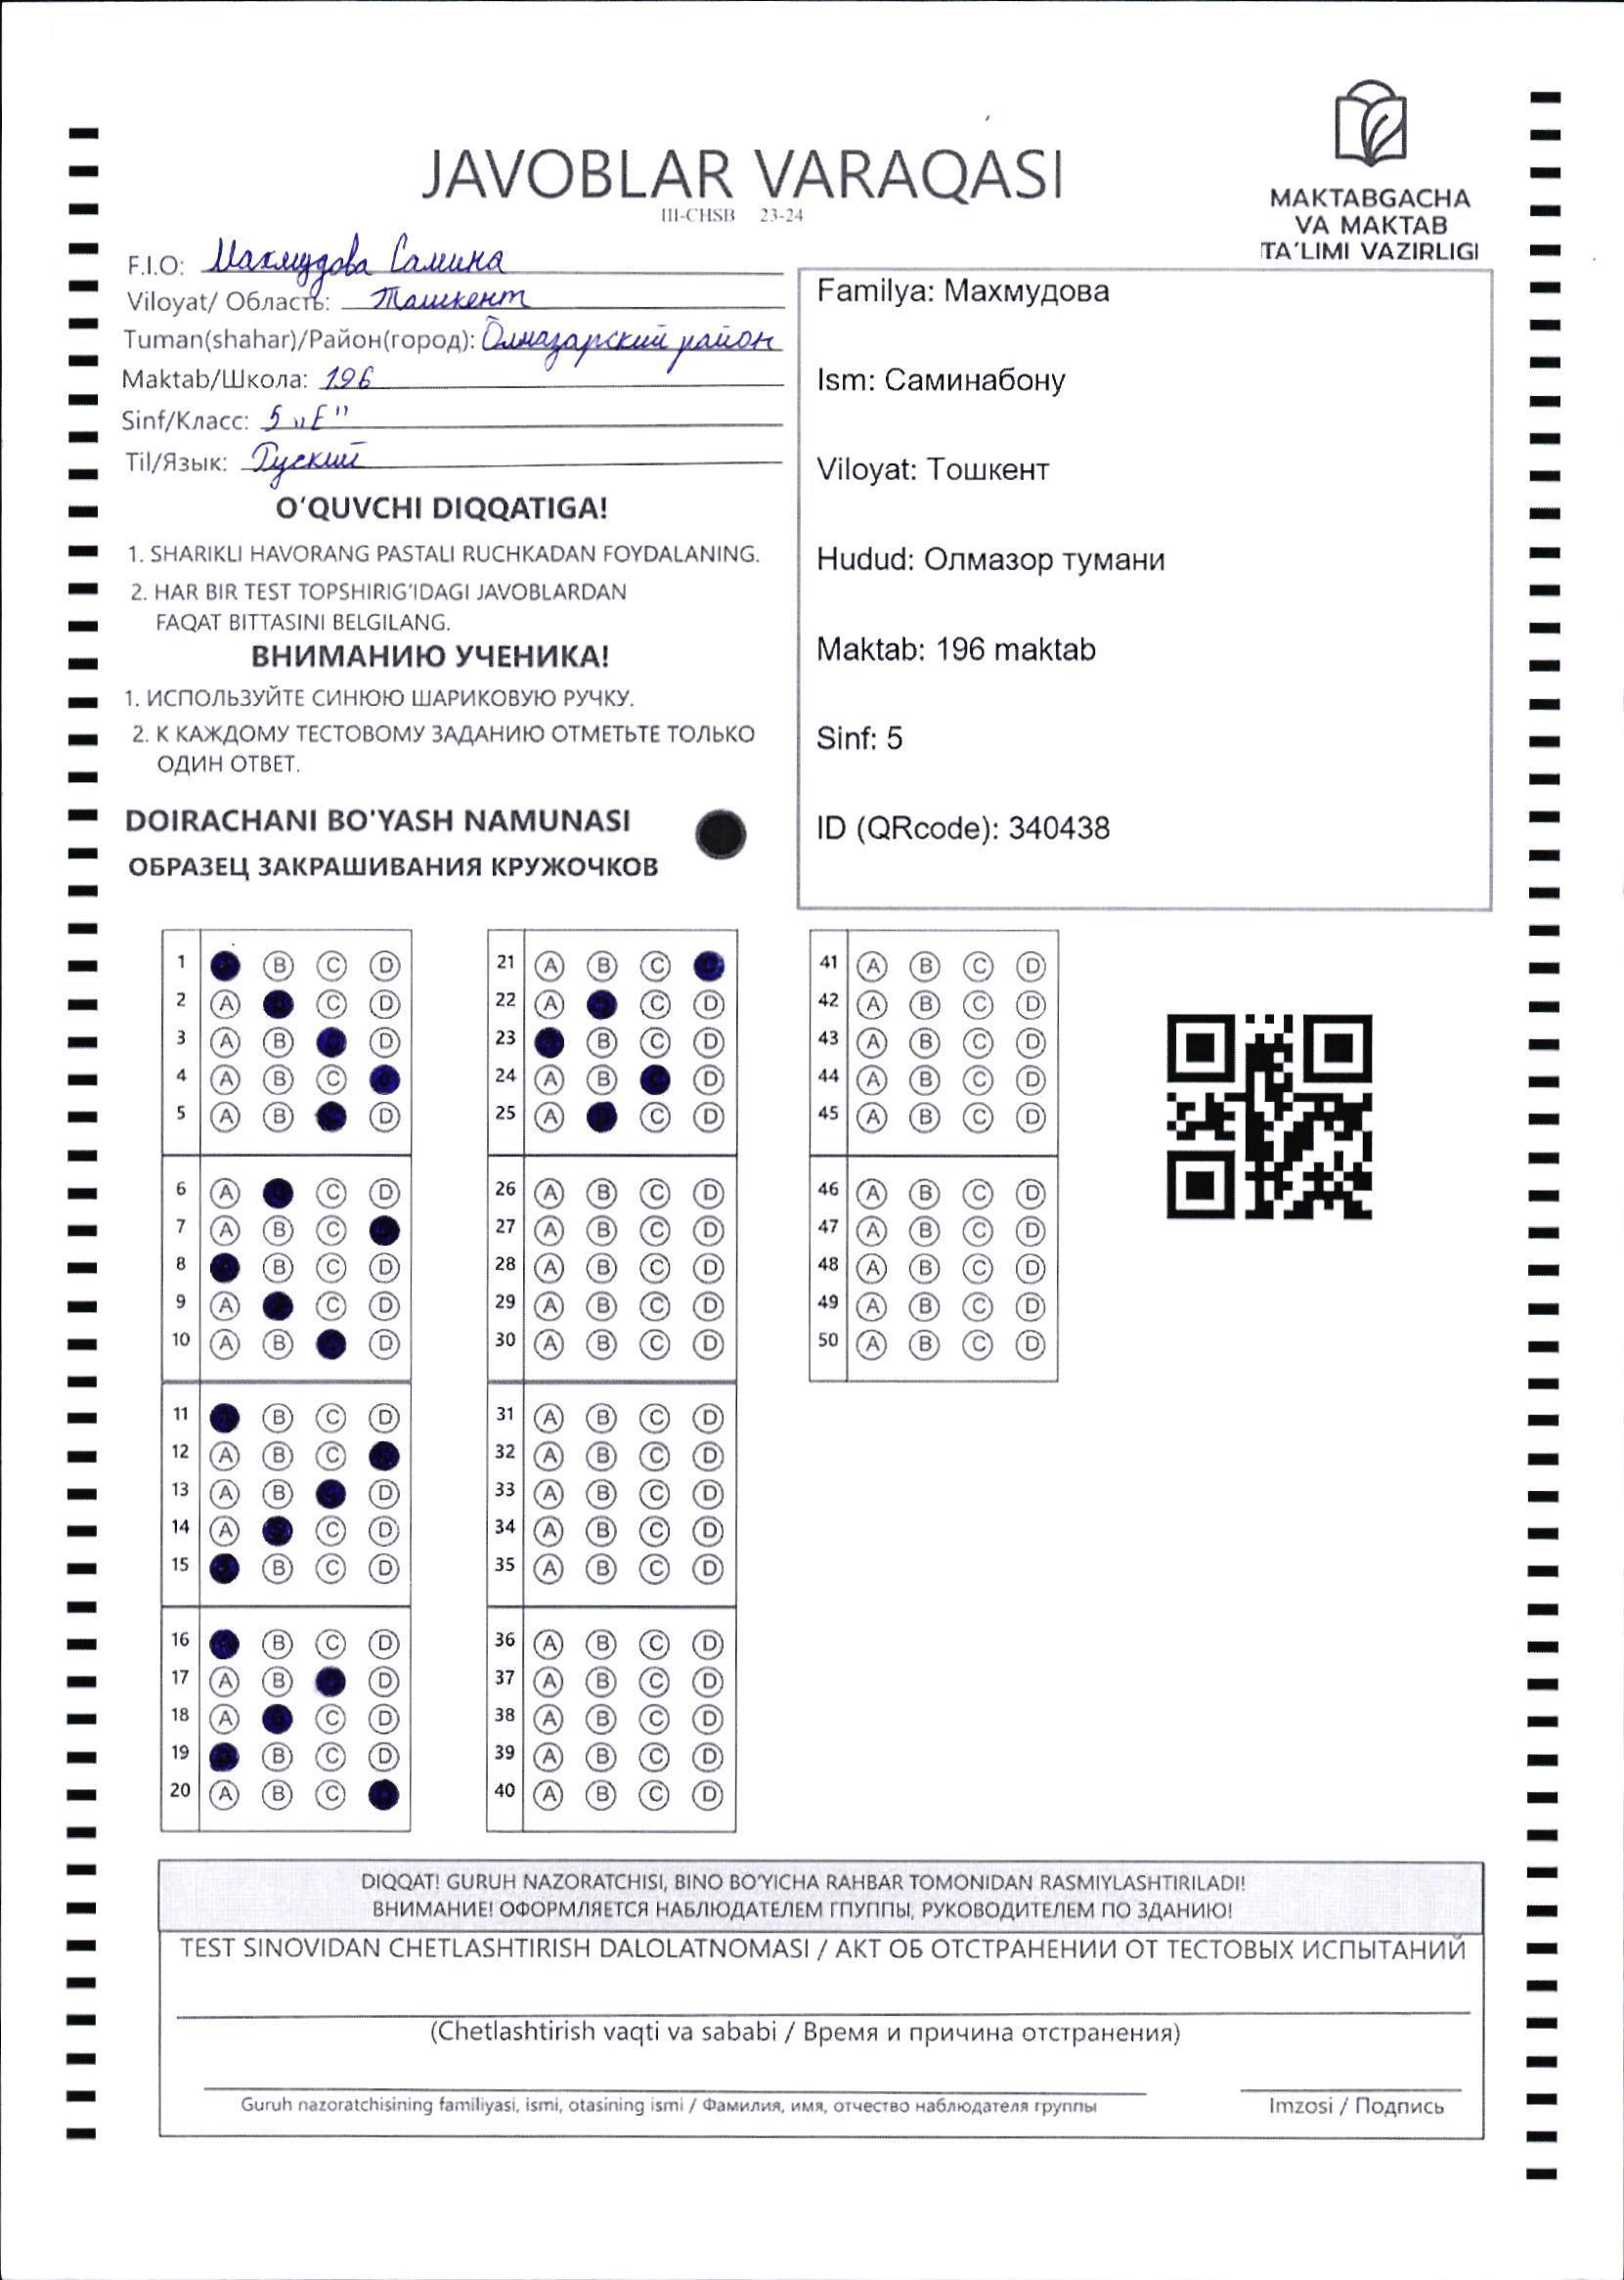 JAVOBLAR VARAQASI
III-CHSB 23-24
MAKTABGACHA
VA MAKTAB
TA'LIMI VAZIRLIGI
F.I.O: Махмудова Самина
Viloyat/ Область: Ташкент
Tuman(shahar)/Район(город): Олмазарский район
Maktab/Школа: 196
Sinf/Класс: 5 „Е"
Til/Язык: Руский
O'QUVCHI DIQQATIGA!
1. SHARIKLI HAVORANG PASTALI RUCHKADAN FOYDALANING.
2. HAR BIR TEST TOPSHIRIG'IDAGI JAVOBLARDAN
FAQAT BITTASINI BELGILANG.
ВНИМАНИЮ УЧЕНИКА!
1. ИСПОЛЬЗУЙТЕ СИНЮЮ ШАРИКОВУЮ РУЧКУ.
2. К КАЖДОМУ ТЕСТОВОМУ ЗАДАНИЮ ОТМЕТЬТЕ ТОЛЬКО
ОДИН ОТВЕТ.
DOIRACHANI BO'YASH NAMUNASI
ОБРАЗЕЦ ЗАКРАШИВАНИЯ КРУЖОЧКОВ
Familya: Махмудова
Ism: Саминабону
Viloyat: Тошкент
Hudud: Олмазор тумани
Maktab: 196 maktab
Sinf: 5
ID (QRcode): 340438
1 B C D
2 A C D
3 A B D
4 A B C
5 A B D
6 A C D
7 A B C
8 B C D
9 A C D
10 A B D
11 B C D
12 A B C
13 A B D
14 A C D
15 B C D
16 B C D
17 A B D
18 A C D
19 B C D
20 A B C
21 A B C
22 A C D
23 B C D
24 A B D
25 A C D
26 A B C D
27 A B C D
28 A B C D
29 A B C D
30 A B C D
31 A B C D
32 A B C D
33 A B C D
34 A B C D
35 A B C D
36 A B C D
37 A B C D
38 A B C D
39 A B C D
40 A B C D
41 A B C D
42 A B C D
43 A B C D
44 A B C D
45 A B C D
46 A B C D
47 A B C D
48 A B C D
49 A B C D
50 A B C D
DIQQAT! GURUH NAZORATCHISI, BINO BO'YICHA RAHBAR TOMONIDAN RASMIYLASHTIRILADI!
ВНИМАНИЕ! ОФОРМЛЯЕТСЯ НАБЛЮДАТЕЛЕМ ГПУППЫ, РУКОВОДИТЕЛЕМ ПО ЗДАНИЮ!
TEST SINOVIDAN CHETLASHTIRISH DALOLATNOMASI / АКТ ОБ ОТСТРАНЕНИИ ОТ ТЕСТОВЫХ ИСПЫТАНИЙ
(Chetlashtirish vaqti va sababi / Время и причина отстранения)
Guruh nazoratchisining familiyasi, ismi, otasining ismi / Фамилия, имя, отчество наблюдателя группы
Imzosi / Подпись